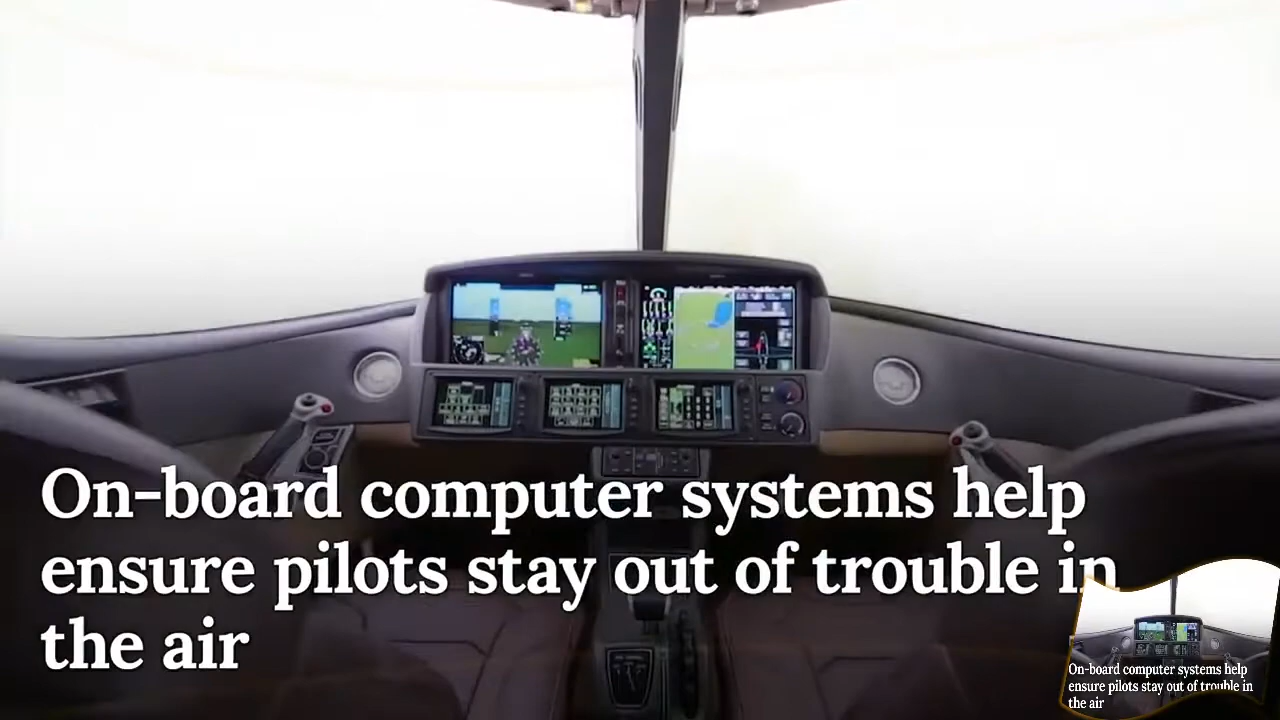 On-board computer systems help
ensure pilots stay out of trouble in
the air
On-board computer systems help
ensure pilots stay out of trouble in
the air